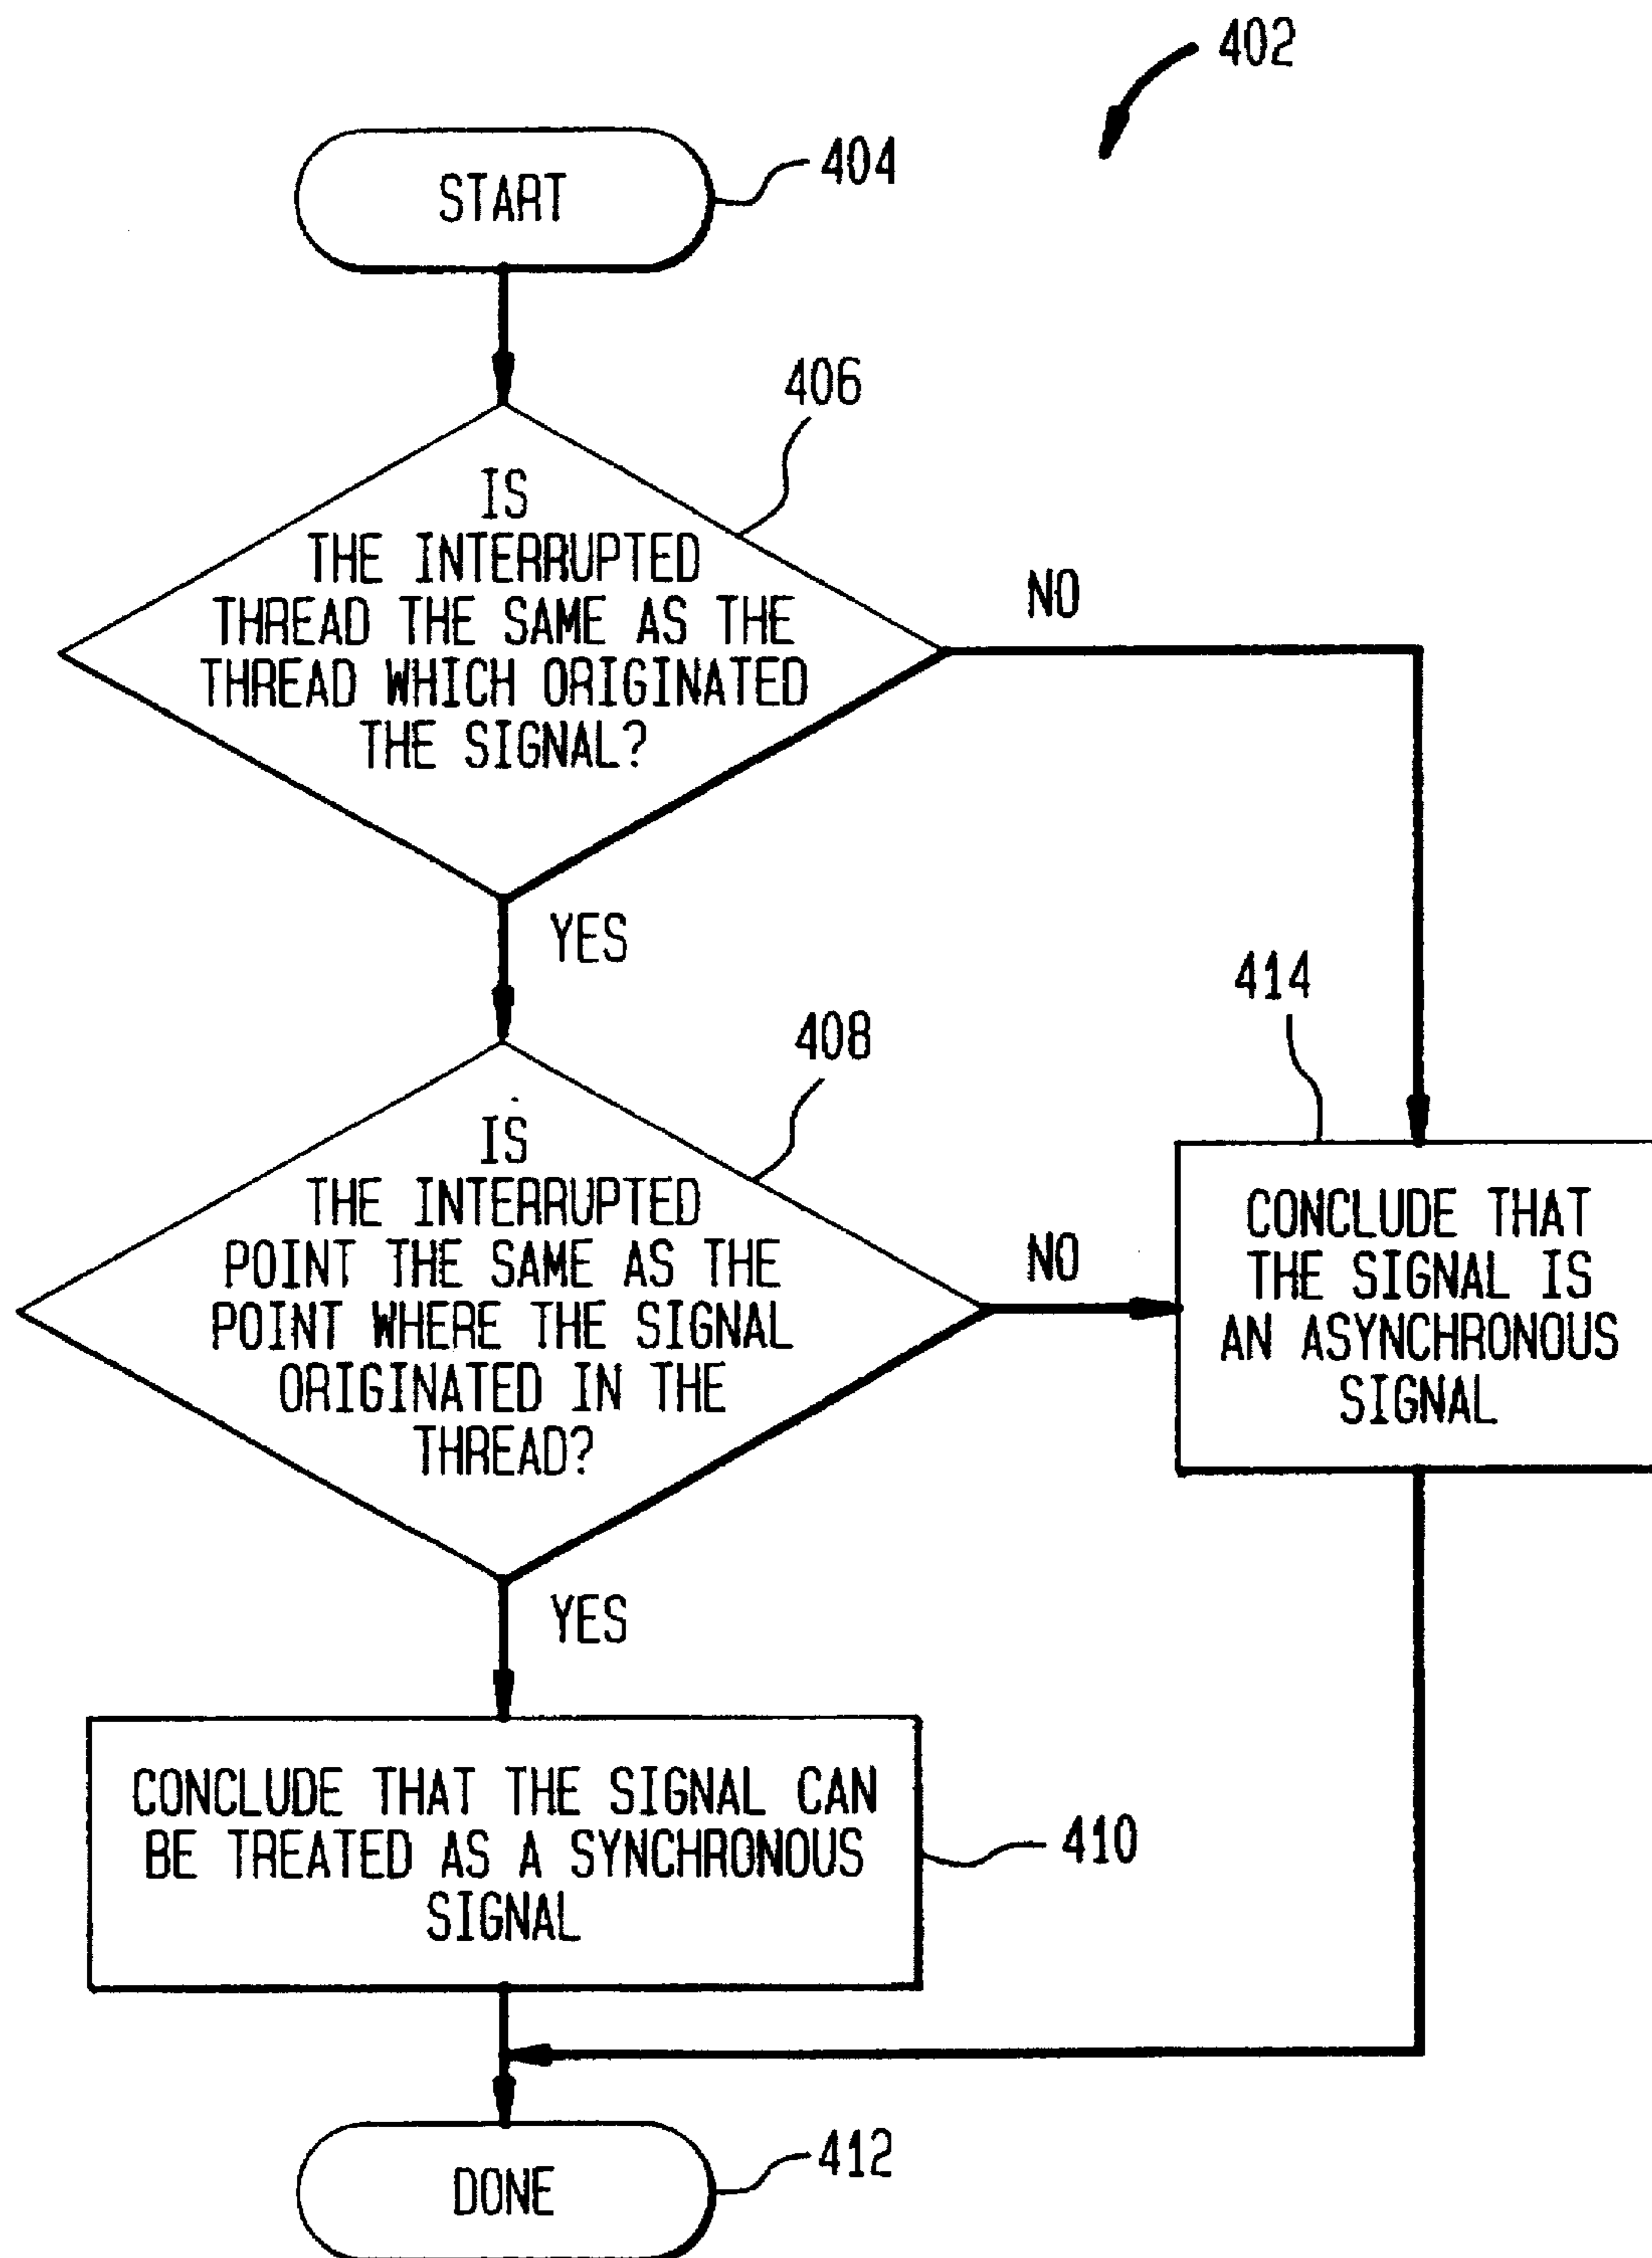 402
START
404
406
IS
THE INTERRUPTED
THREAD THE SAME AS THE
THREAD WHICH ORIGINATED
THE SIGNAL?
NO
YES
414
408
IS
THE INTERRUPTED
POINT THE SAME AS THE
POINT WHERE THE SIGNAL
ORIGINATED IN THE
THREAD?
NO
CONCLUDE THAT
THE SIGNAL IS
AN ASYNCHRONOUS
SIGNAL
YES
CONCLUDE THAT THE SIGNAL CAN
BE TREATED AS A SYNCHRONOUS
SIGNAL
410
DONE
412